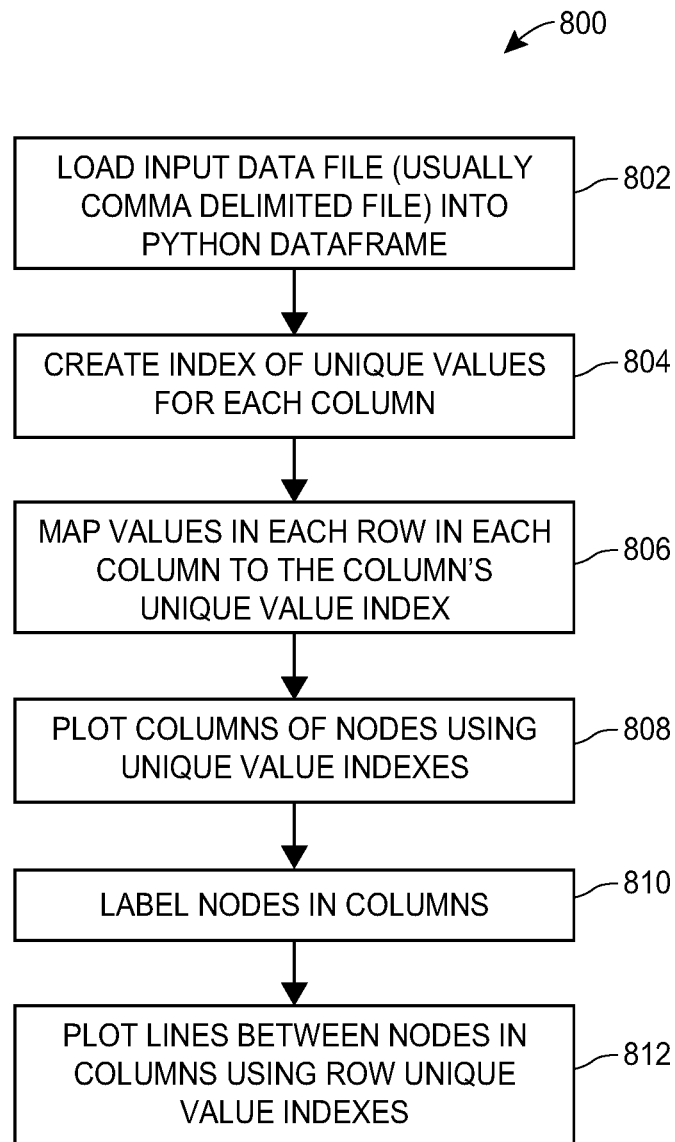 800
LOAD INPUT DATA FILE (USUALLY
COMMA DELIMITED FILE) INTO
PYTHON DATAFRAME
802
CREATE INDEX OF UNIQUE VALUES
FOR EACH COLUMN
804
MAP VALUES IN EACH ROW IN EACH
COLUMN TO THE COLUMN'S
UNIQUE VALUE INDEX
806
PLOT COLUMNS OF NODES USING
UNIQUE VALUE INDEXES
808
LABEL NODES IN COLUMNS
810
PLOT LINES BETWEEN NODES IN
COLUMNS USING ROW UNIQUE
VALUE INDEXES
812